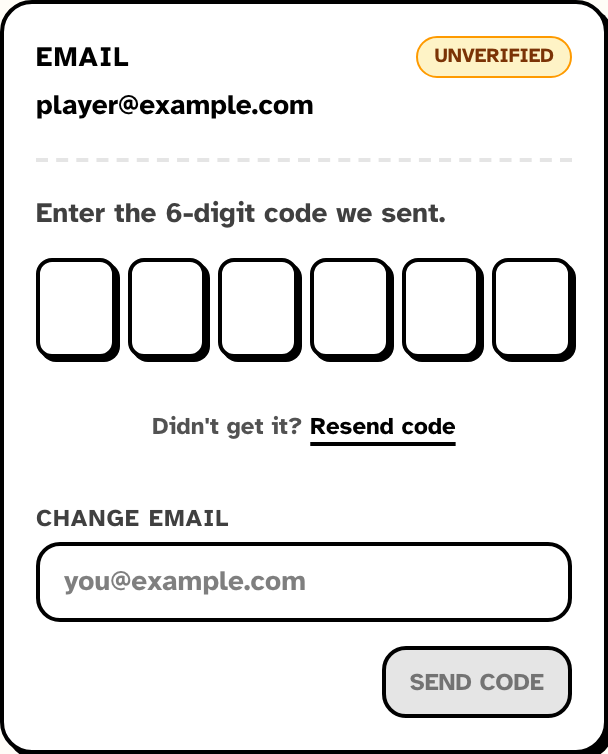 EMAIL
UNVERIFIED
player@example.com
Enter the 6-digit code we sent.
Didn't get it? Resend code
CHANGE EMAIL
you@example.com
SEND CODE